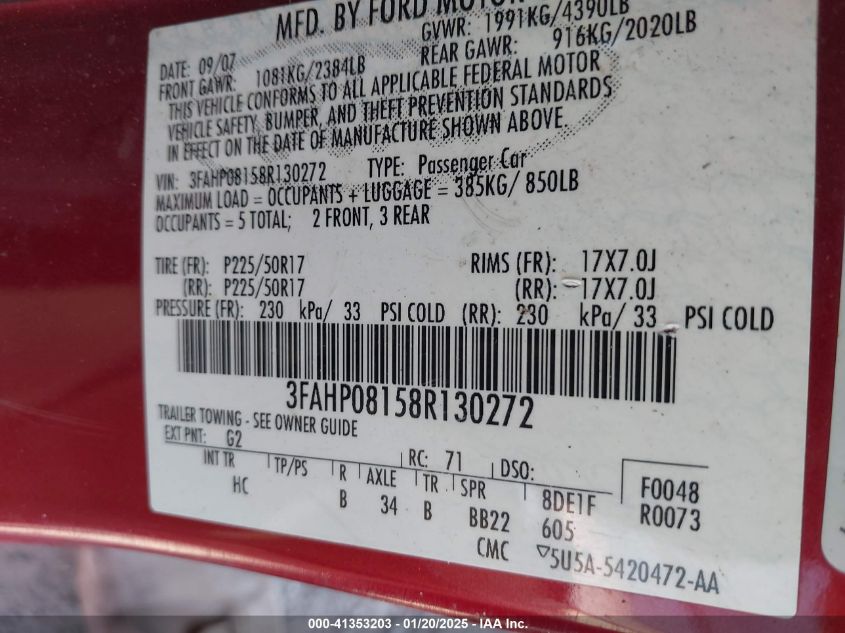 MFD. BY FORD MOTOR
DATE: 09/07 GVWR: 1991KG/4390LB
FRONT GAWR: 1081KG/2384LB REAR GAWR: 916KG/2020LB
THIS VEHICLE CONFORMS TO ALL APPLICABLE FEDERAL MOTOR
VEHICLE SAFETY, BUMPER, AND THEFT PREVENTION STANDARDS
IN EFFECT ON THE DATE OF MANUFACTURE SHOWN ABOVE.
VIN: 3FAHP08158R130272 TYPE: Passenger Car
MAXIMUM LOAD = OCCUPANTS + LUGGAGE = 385KG/ 850LB
OCCUPANTS = 5 TOTAL; 2 FRONT, 3 REAR
TIRE (FR): P225/50R17 RIMS (FR): 17X7.0J
(RR): P225/50R17 (RR): 17X7.0J
PRESSURE (FR): 230 kPa/ 33 PSI COLD (RR): 230 kPa/ 33 PSI COLD
3FAHP08158R130272
TRAILER TOWING - SEE OWNER GUIDE
EXT PNT: G2 RC: 71 DSO:
INT TR TP/PS R AXLE TR SPR 8DE1F F0048
HC B 34 B BB22 605 R0073
CMC ▽5U5A-5420472-AA
000-41353203 - 01/20/2025 - IAA Inc.